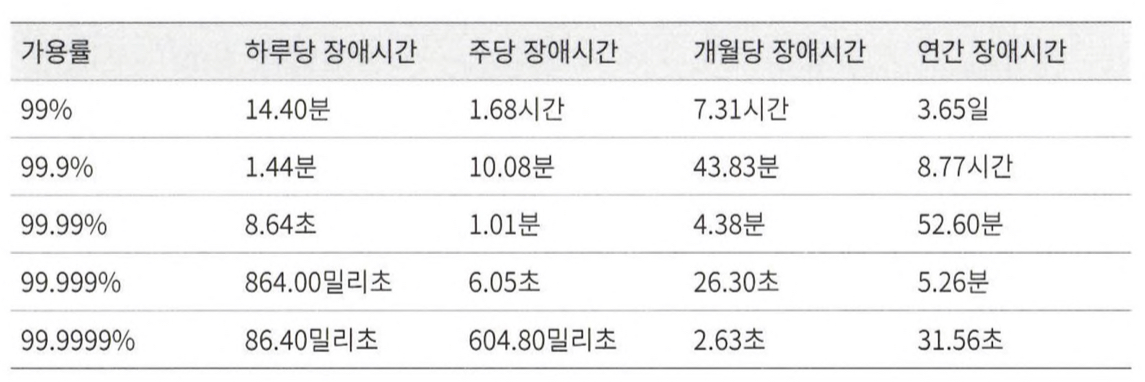 가용률 하루당 장애시간 주당 장애시간 개월당 장애시간 연간 장애시간
99% 14.40분 1.68시간 7.31시간 3.65일
99.9% 1.44분 10.08분 43.83분 8.77시간
99.99% 8.64초 1.01분 4.38분 52.60분
99.999% 864.00밀리초 6.05초 26.30초 5.26분
99.9999% 86.40밀리초 604.80밀리초 2.63초 31.56초